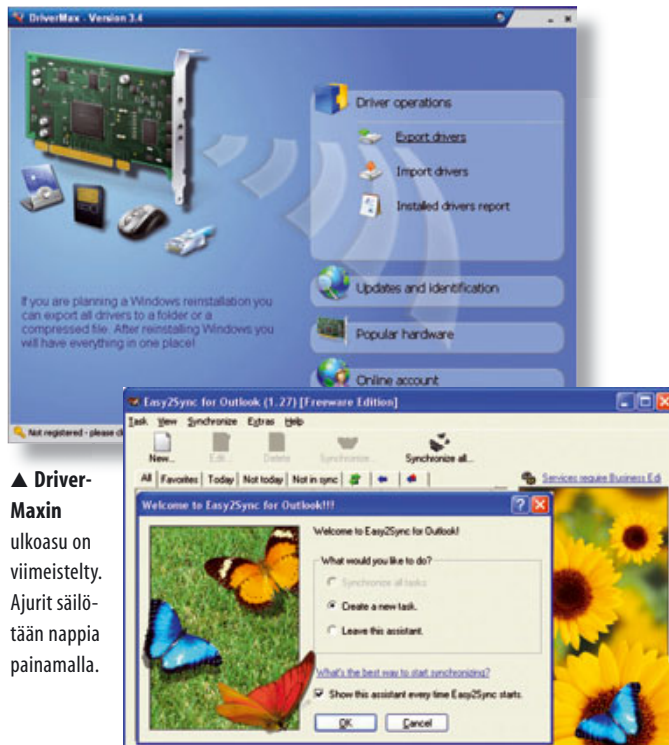 DriverMax - Version 3.4
Driver operations
Export drivers
Import drivers
Installed drivers report
If you are planning a Windows reinstallation you
can export all drivers to a folder or a
compressed file. After reinstalling Windows you
will have everything in one place!
Updates and identification
Popular hardware
Online account
Not registered - please
▲ Driver-
Maxin
ulkoasu on
viimeistelty.
Ajurit säilö-
tään nappia
painamalla.
Easy2Sync for Outlook (1.27) [Freeware Edition]
Task View Synchronize Extras Help
New... Edit... Delete Synchronize... Synchronize all...
All Favorites Today Not today Not in sync
Services require Business Edi
Welcome to Easy2Sync for Outlook!!!
Welcome to Easy2Sync for Outlook!
What would you like to do?
Synchronize all tasks
Create a new task.
Leave this assistant.
What's the best way to start synchronizing?
Show this assistant every time Easy2Sync starts.
OK Cancel